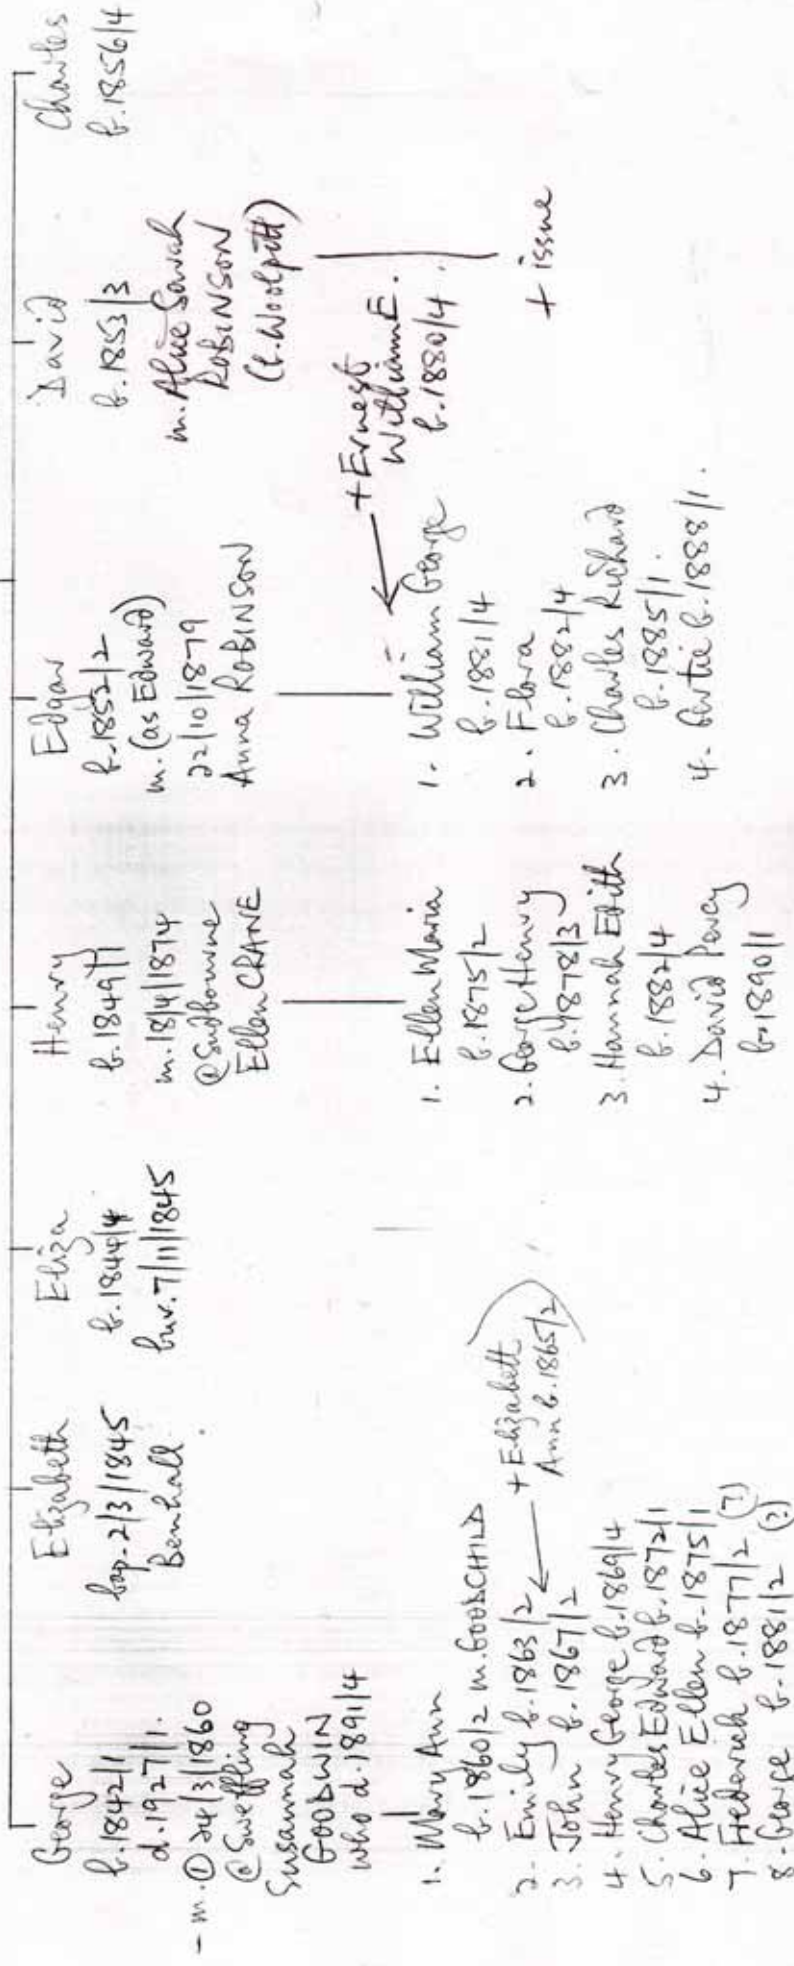 George
b. 1842/1
d. 1927/1.
- m. ① 24/3/1860
@ Sweffling
Susannah
GOODWIN
who d. 1891/4
1. Mary Ann
b. 1860/2 m. GOODCHILD
2. Emily b. 1863/2
+ Elizabeth
Ann b. 1865/2
3. John b. 1867/2
4. Henry George b. 1869/4
5. Charles Edward b. 1872/1
6. Alice Ellen b. 1875/1
7. Frederick b. 1877/2 (?)
8. George b. 1881/2 (?)
Elizabeth
bap. 2/3/1845
Benhall.
Eliza
b. 1844/4
bur. 7/11/1845
Henry
b. 1849/1
m. 18/4/1874
@ Sudbourne
Ellen CRANE
1. Ellen Maria
b. 1875/2
2. George Henry
b. 1878/3
3. Hannah Edith
b. 1882/4
4. David Percy
b. 1890/1
Edgar
b. 1852/2
m. (as Edward)
22/10/1879
Anna ROBINSON
+ Ernest
William E.
b. 1880/4.
1. William George
b. 1881/4
2. Flora
b. 1882/4
3. Charles Richard
b. 1885/1.
4. Bertie b. 1888/1.
David
b. 1853/3
m. Alice Sarah
ROBINSON
(b. Woolpitt)
+ issue
Charles
b. 1856/4